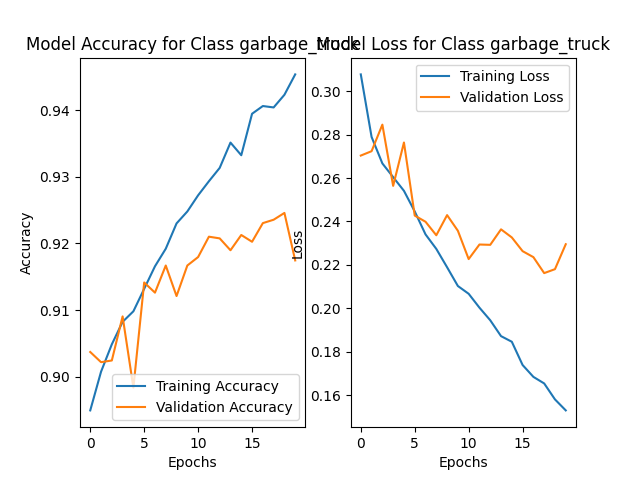 Model Accuracy for Class garbage_truck
Model Loss for Class garbage_truck
Accuracy
0.94
0.93
0.92
0.91
0.90
Training Accuracy
Validation Accuracy
0 5 10 15
Epochs
Loss
0.30
0.28
0.26
0.24
0.22
0.20
0.18
0.16
Training Loss
Validation Loss
0 5 10 15
Epochs